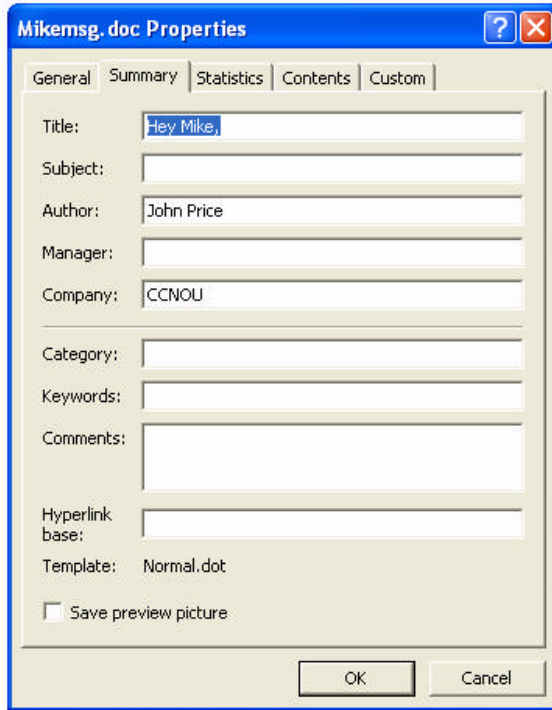 Mikemsg.doc Properties
General Summary Statistics Contents Custom
Title: Hey Mike,
Subject:
Author: John Price
Manager:
Company: CCNOU
Category:
Keywords:
Comments:
Hyperlink
base:
Template: Normal.dot
Save preview picture
OK Cancel